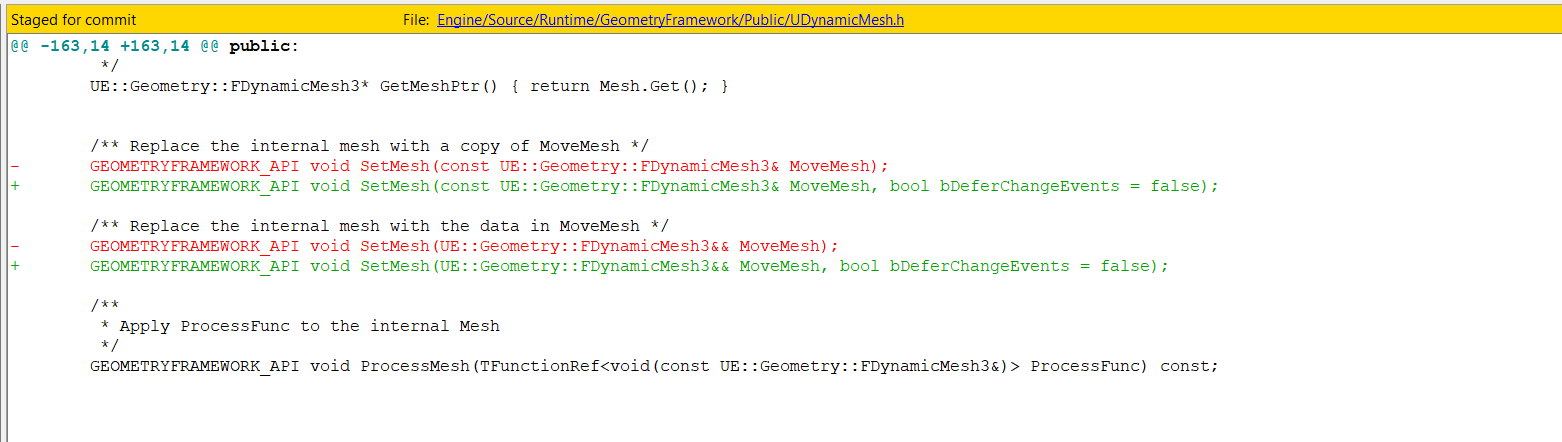 Staged for commit File: Engine/Source/Runtime/GeometryFramework/Public/UDynamicMesh.h
@@ -163,14 +163,14 @@ public:
         */
        UE::Geometry::FDynamicMesh3* GetMeshPtr() { return Mesh.Get(); }
        /** Replace the internal mesh with a copy of MoveMesh */
-       GEOMETRYFRAMEWORK_API void SetMesh(const UE::Geometry::FDynamicMesh3& MoveMesh);
+       GEOMETRYFRAMEWORK_API void SetMesh(const UE::Geometry::FDynamicMesh3& MoveMesh, bool bDeferChangeEvents = false);
        /** Replace the internal mesh with the data in MoveMesh */
-       GEOMETRYFRAMEWORK_API void SetMesh(UE::Geometry::FDynamicMesh3&& MoveMesh);
+       GEOMETRYFRAMEWORK_API void SetMesh(UE::Geometry::FDynamicMesh3&& MoveMesh, bool bDeferChangeEvents = false);
        /**
         * Apply ProcessFunc to the internal Mesh
         */
        GEOMETRYFRAMEWORK_API void ProcessMesh(TFunctionRef<void(const UE::Geometry::FDynamicMesh3&)> ProcessFunc) const;